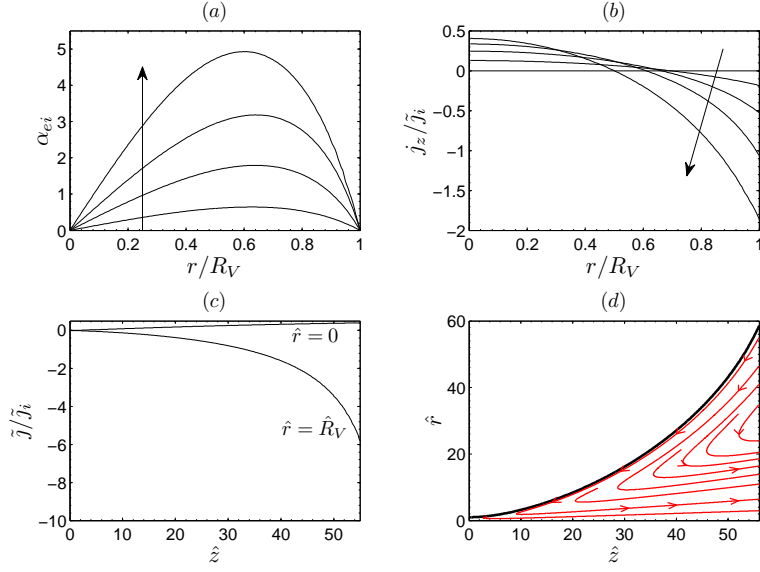 (a)
5
4
3
2
1
0
α_{ei}
0 0.2 0.4 0.6 0.8 1
r/R_V
(b)
0.5
0
−0.5
−1
−1.5
−2
j_z/j̃_i
0 0.2 0.4 0.6 0.8 1
r/R_V
(c)
0
−2
−4
−6
−8
−10
j̃/j̃_i
r̂ = 0
r̂ = R̂_V
0 10 20 30 40 50
ẑ
(d)
60
40
20
0
r̂
0 10 20 30 40 50
ẑ